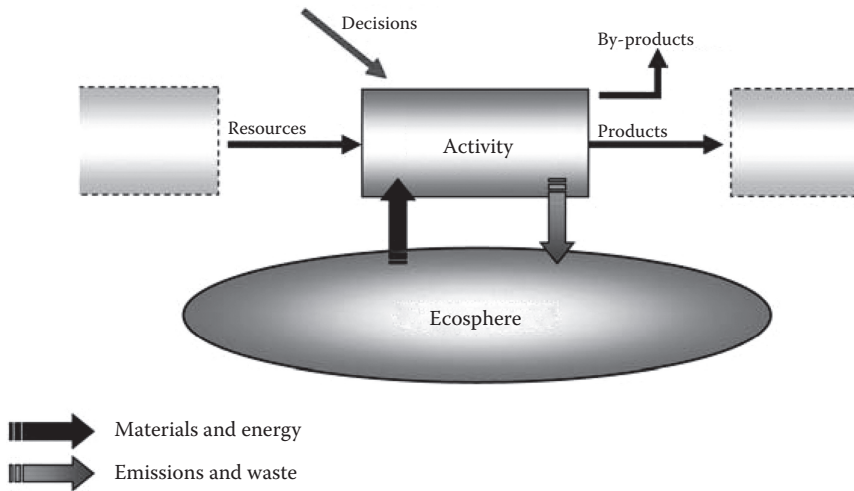 Decisions
By-products
Resources
Activity
Products
Ecosphere
Materials and energy
Emissions and waste